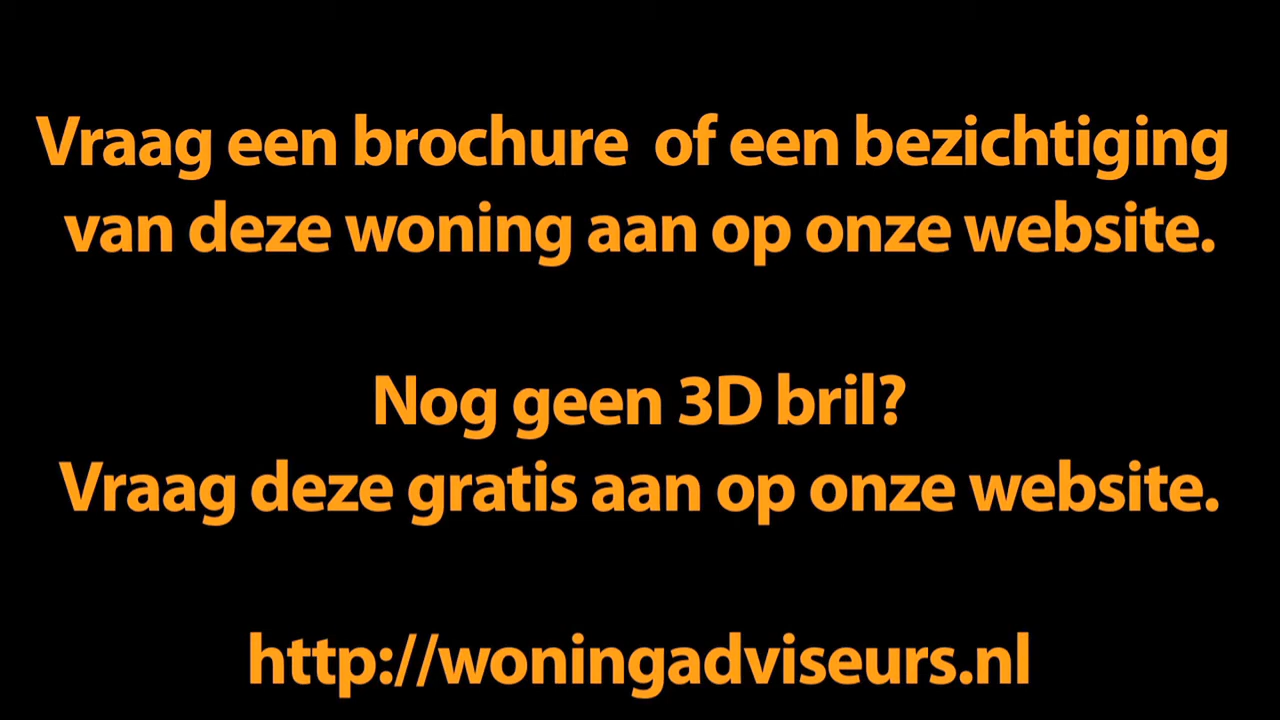 Vraag een brochure of een bezichtiging
van deze woning aan op onze website.
Nog geen 3D bril?
Vraag deze gratis aan op onze website.
http://woningadviseurs.nl